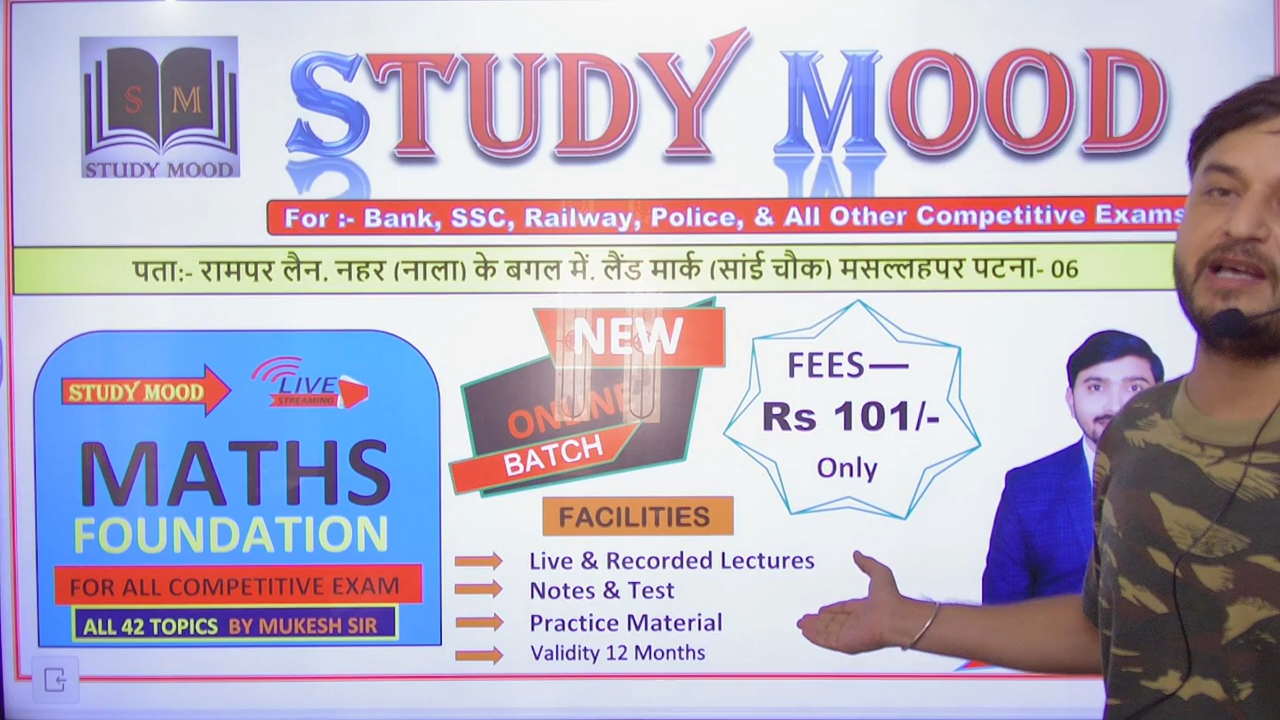 S M
STUDY MOOD
STUDY MOOD
For :- Bank, SSC, Railway, Police, & All Other Competitive Exams
पता:- रामपर लैन. नहर (नाला) के बगल में. लैंड मार्क (सांई चौक) मसल्लहपर पटना- 06
STUDY MOOD
LIVE
STREAMING
MATHS
FOUNDATION
FOR ALL COMPETITIVE EXAM
ALL 42 TOPICS BY MUKESH SIR
NEW
ONLINE
BATCH
FEES—
Rs 101/-
Only
FACILITIES
Live & Recorded Lectures
Notes & Test
Practice Material
Validity 12 Months